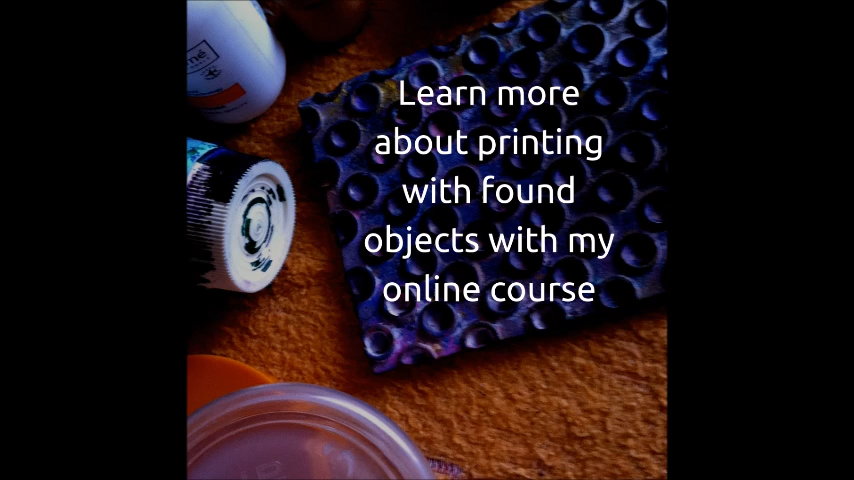 Learn more
about printing
with found
objects with my
online course